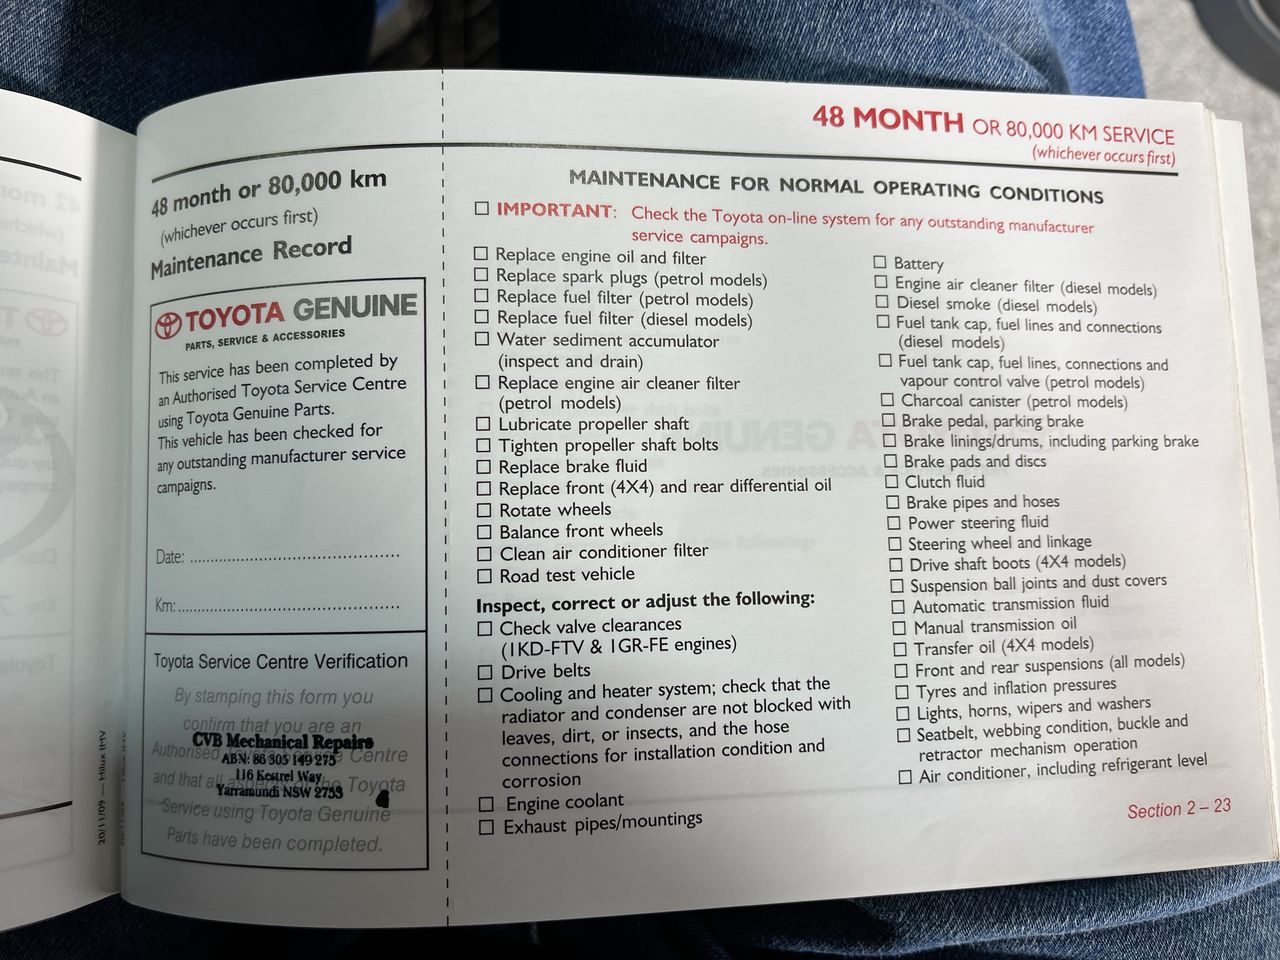 48 month or 80,000 km
(whichever occurs first)
Maintenance Record
TOYOTA GENUINE
PARTS, SERVICE & ACCESSORIES
This service has been completed by
an Authorised Toyota Service Centre
using Toyota Genuine Parts.
This vehicle has been checked for
any outstanding manufacturer service
campaigns.
Date: ........................................
Km: ........................................
Toyota Service Centre Verification
By stamping this form you
confirm that you are an
Authorised Toyota Service Centre
and that all aspects of the Toyota
Service using Toyota Genuine
Parts have been completed.
CVB Mechanical Repairs
ABN: 86 305 149 275
116 Kestrel Way
Yarramundi NSW 2753
20/11/09 — Hilux IMV
48 MONTH OR 80,000 KM SERVICE
(whichever occurs first)
MAINTENANCE FOR NORMAL OPERATING CONDITIONS
IMPORTANT: Check the Toyota on-line system for any outstanding manufacturer
service campaigns.
Replace engine oil and filter
Replace spark plugs (petrol models)
Replace fuel filter (petrol models)
Replace fuel filter (diesel models)
Water sediment accumulator
(inspect and drain)
Replace engine air cleaner filter
(petrol models)
Lubricate propeller shaft
Tighten propeller shaft bolts
Replace brake fluid
Replace front (4X4) and rear differential oil
Rotate wheels
Balance front wheels
Clean air conditioner filter
Road test vehicle
Inspect, correct or adjust the following:
Check valve clearances
(1KD-FTV & 1GR-FE engines)
Drive belts
Cooling and heater system; check that the
radiator and condenser are not blocked with
leaves, dirt, or insects, and the hose
connections for installation condition and
corrosion
Engine coolant
Exhaust pipes/mountings
Battery
Engine air cleaner filter (diesel models)
Diesel smoke (diesel models)
Fuel tank cap, fuel lines and connections
(diesel models)
Fuel tank cap, fuel lines, connections and
vapour control valve (petrol models)
Charcoal canister (petrol models)
Brake pedal, parking brake
Brake linings/drums, including parking brake
Brake pads and discs
Clutch fluid
Brake pipes and hoses
Power steering fluid
Steering wheel and linkage
Drive shaft boots (4X4 models)
Suspension ball joints and dust covers
Automatic transmission fluid
Manual transmission oil
Transfer oil (4X4 models)
Front and rear suspensions (all models)
Tyres and inflation pressures
Lights, horns, wipers and washers
Seatbelt, webbing condition, buckle and
retractor mechanism operation
Air conditioner, including refrigerant level
Section 2 – 23